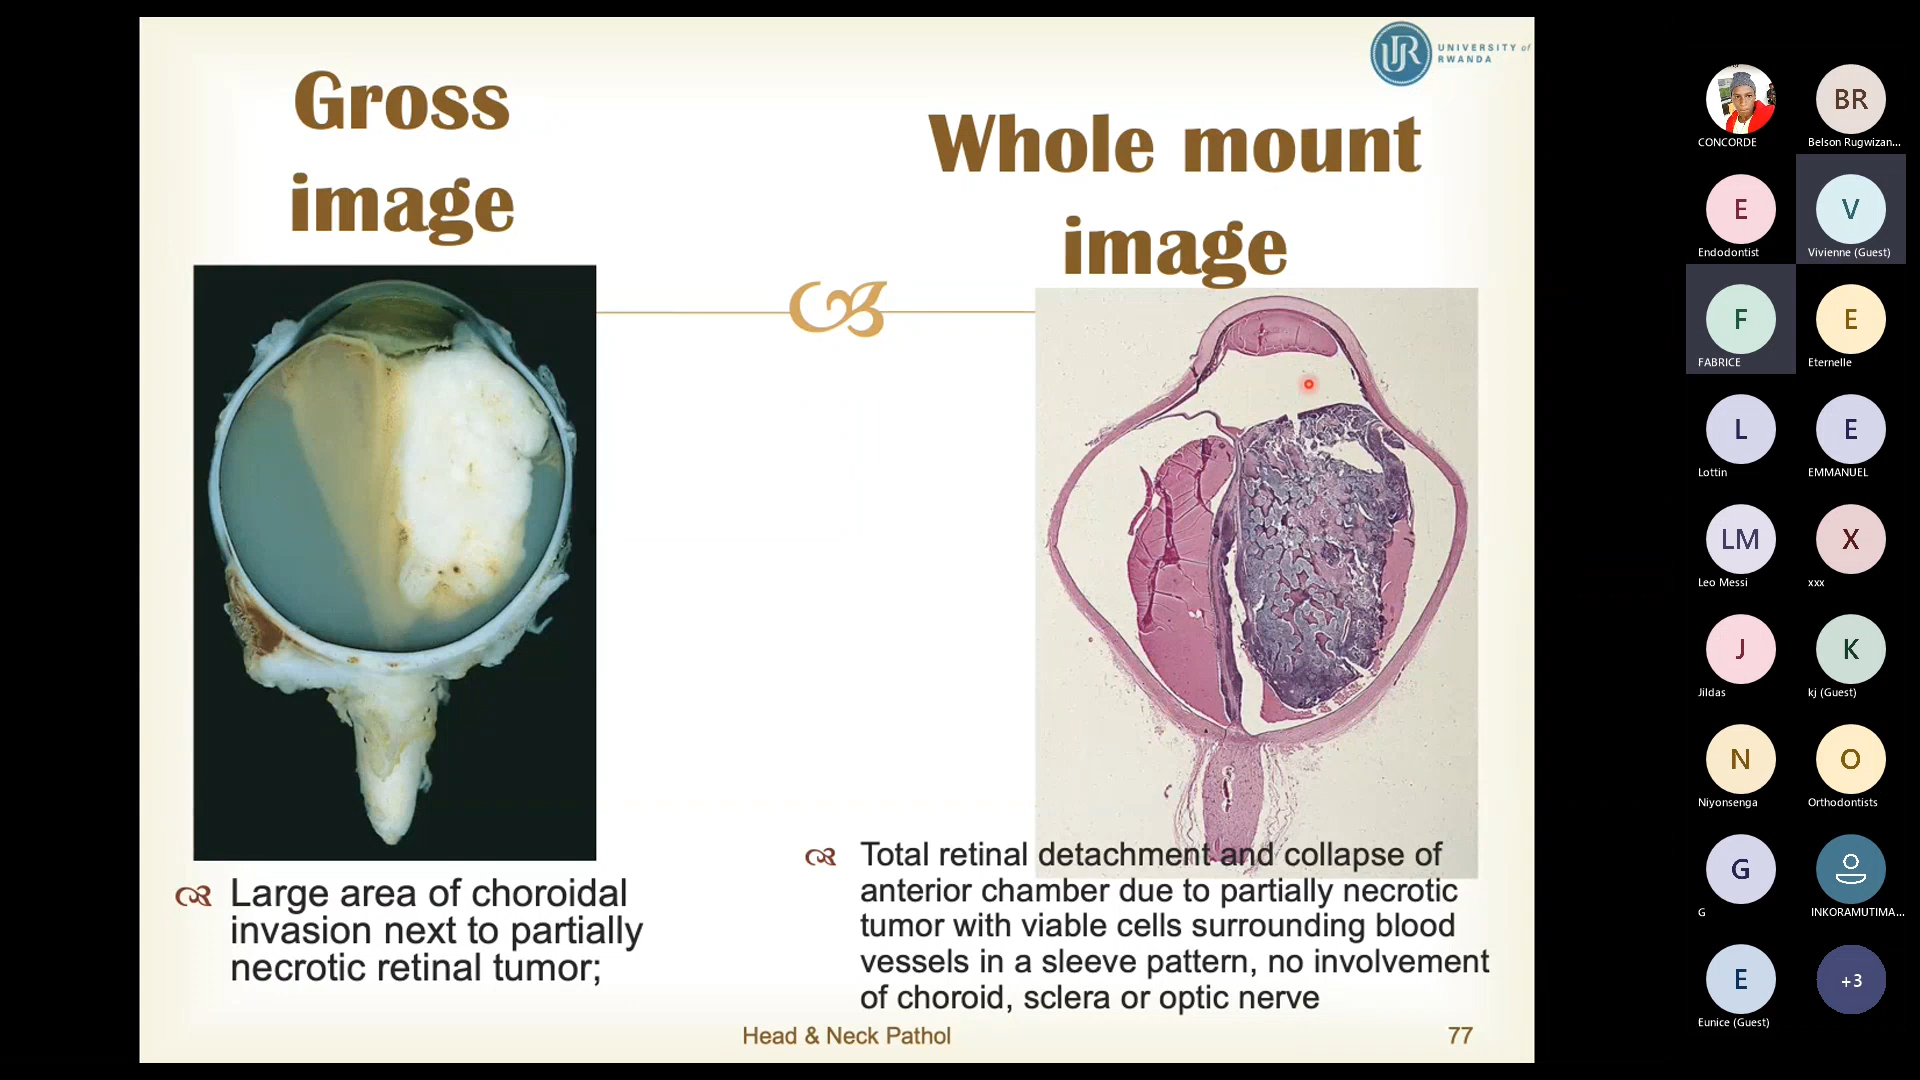 Gross
image
UNIVERSITY of
RWANDA
Whole mount
image
Large area of choroidal
invasion next to partially
necrotic retinal tumor;
Total retinal detachment and collapse of
anterior chamber due to partially necrotic
tumor with viable cells surrounding blood
vessels in a sleeve pattern, no involvement
of choroid, sclera or optic nerve
Head & Neck Pathol
77
CONCORDE
BR
Belson Rugwizan...
E
Endodontist
V
Vivienne (Guest)
F
FABRICE
E
Eternelle
L
Lottin
E
EMMANUEL
LM
Leo Messi
X
xxx
J
Jildas
K
kj (Guest)
N
Niyonsenga
O
Orthodontists
G
G
INKORAMUTIMA...
E
Eunice (Guest)
+3